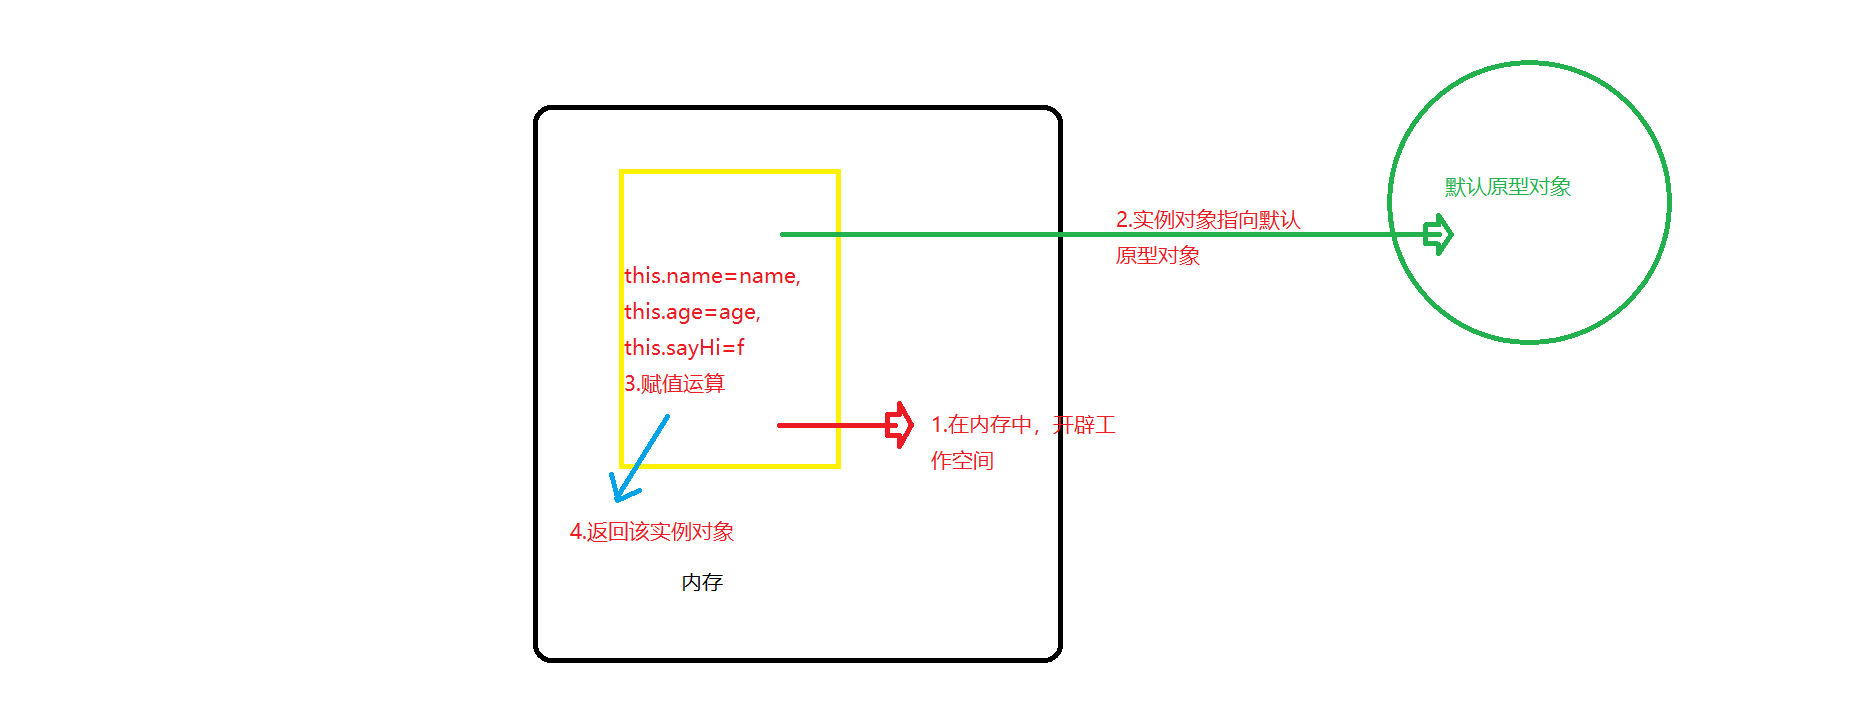 默认原型对象
2.实例对象指向默认
原型对象
this.name=name,
this.age=age,
this.sayHi=f
3.赋值运算
1.在内存中，开辟工
作空间
4.返回该实例对象
内存